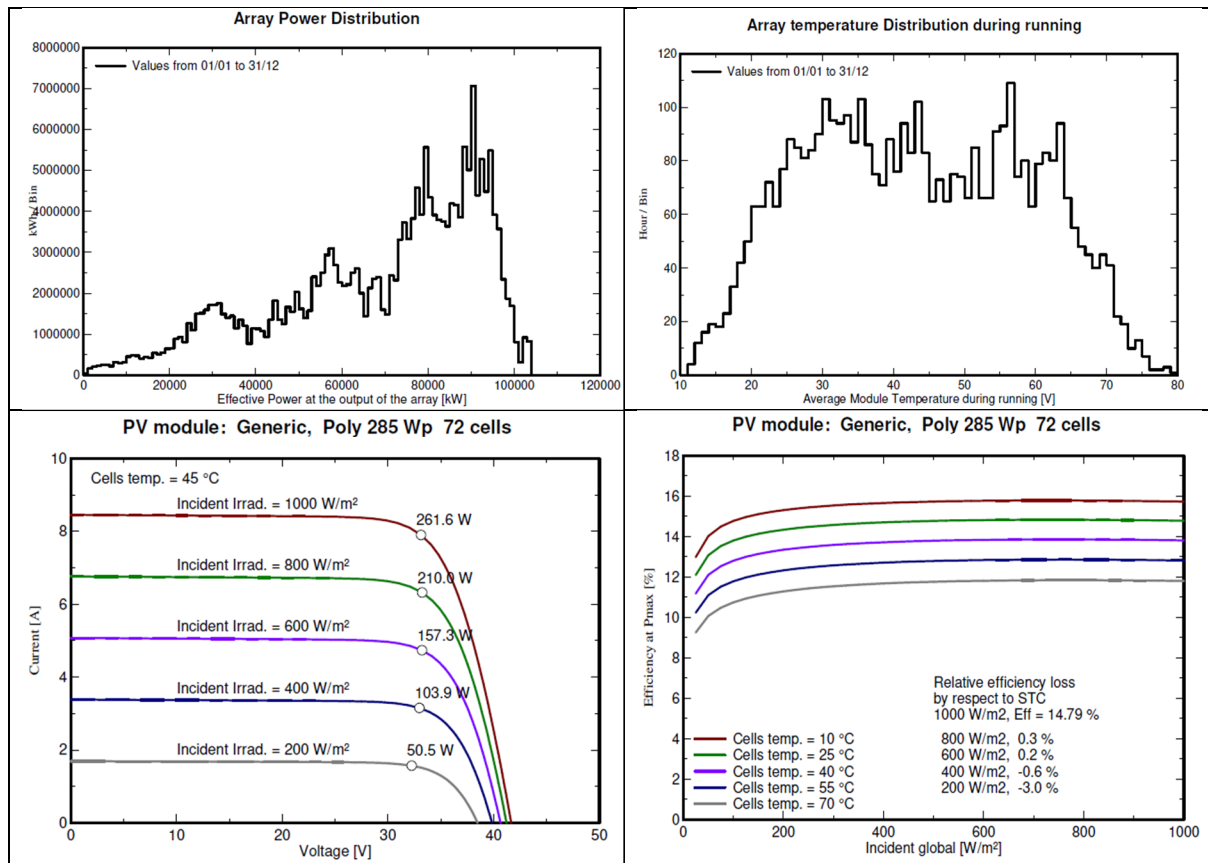 Array Power Distribution
8000000
Values from 01/01 to 31/12
7000000
6000000
5000000
kWh / Bin
4000000
3000000
2000000
1000000
0
0
20000
40000
60000
80000
100000
120000
Effective Power at the output of the array [kW]
Array temperature Distribution during running
120
Values from 01/01 to 31/12
100
80
Hour / Bin
60
40
20
0
10
20
30
40
50
60
70
80
Average Module Temperature during running [V]
PV module: Generic, Poly 285 Wp 72 cells
10
Cells temp. = 45 °C
Incident Irrad. = 1000 W/m²
261.6 W
8
Incident Irrad. = 800 W/m²
210.0 W
6
Current [A]
Incident Irrad. = 600 W/m²
157.3 W
4
Incident Irrad. = 400 W/m²
103.9 W
2
Incident Irrad. = 200 W/m²
50.5 W
0
0
10
20
30
40
50
Voltage [V]
PV module: Generic, Poly 285 Wp 72 cells
18
16
14
12
Efficiency at Pmax [%]
10
8
6
4
2
0
Relative efficiency loss
by respect to STC
1000 W/m2, Eff = 14.79 %
Cells temp. = 10 °C 800 W/m2, 0.3 %
Cells temp. = 25 °C 600 W/m2, 0.2 %
Cells temp. = 40 °C 400 W/m2, -0.6 %
Cells temp. = 55 °C 200 W/m2, -3.0 %
Cells temp. = 70 °C
0
200
400
600
800
1000
Incident global [W/m²]